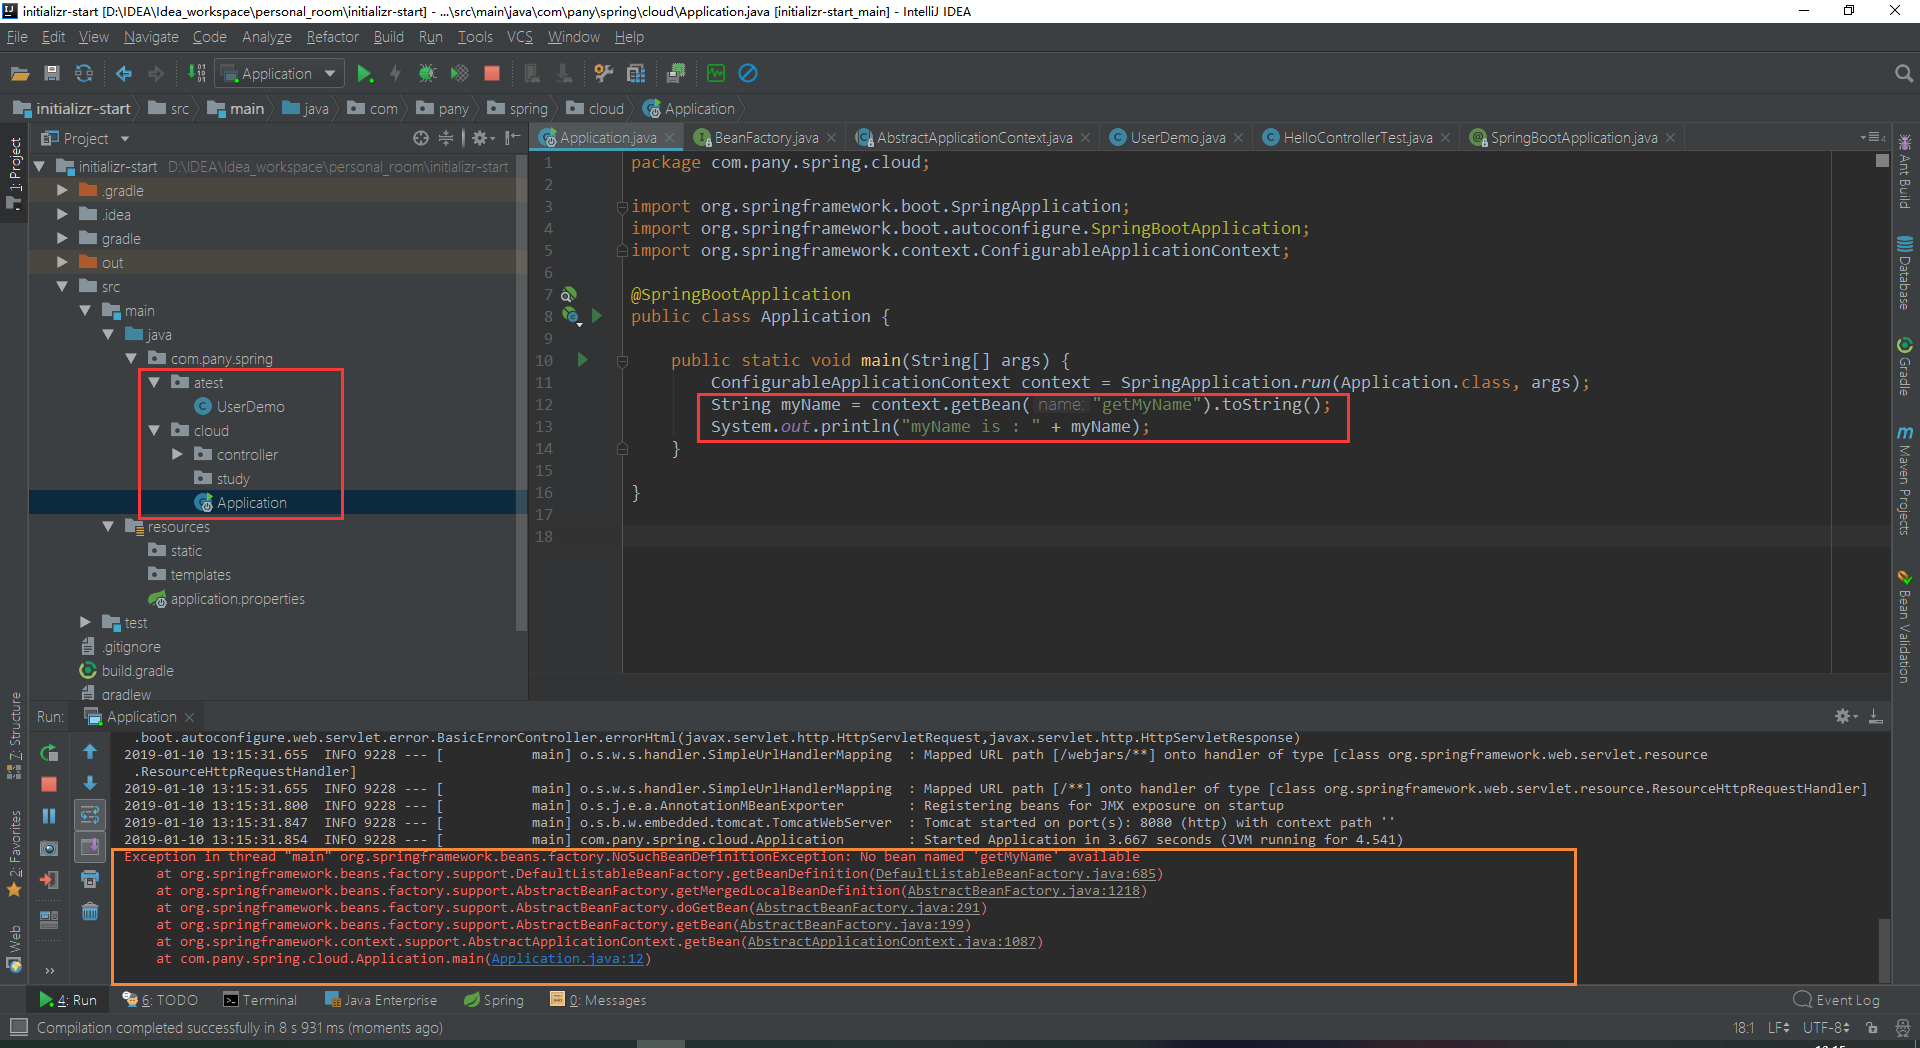 initializr-start [D:\IDEA\Idea_workspace\personal_room\initializr-start] - ...\src\main\java\com\pany\spring\cloud\Application.java [initializr-start_main] - IntelliJ IDEA
File Edit View Navigate Code Analyze Refactor Build Run Tools VCS Window Help
Application
initializr-start src main java com pany spring cloud Application
Project
Application.java BeanFactory.java AbstractApplicationContext.java UserDemo.java HelloControllerTest.java SpringBootApplication.java
1: Project
initializr-start D:\IDEA\Idea_workspace\personal_room\initializr-start
.gradle
.idea
gradle
out
src
main
java
com.pany.spring
atest
UserDemo
cloud
controller
study
Application
resources
static
templates
application.properties
test
.gitignore
build.gradle
gradlew
1 package com.pany.spring.cloud;
2
3 import org.springframework.boot.SpringApplication;
4 import org.springframework.boot.autoconfigure.SpringBootApplication;
5 import org.springframework.context.ConfigurableApplicationContext;
6
7 @SpringBootApplication
8 public class Application {
9
10 public static void main(String[] args) {
11 ConfigurableApplicationContext context = SpringApplication.run(Application.class, args);
12 String myName = context.getBean( name: "getMyName").toString();
13 System.out.println("myName is : " + myName);
14 }
15
16 }
17
18
Ant Build
Database
Gradle
Maven Projects
Bean Validation
Z: Structure
2: Favorites
Web
Run: Application
.boot.autoconfigure.web.servlet.error.BasicErrorController.errorHtml(javax.servlet.http.HttpServletRequest,javax.servlet.http.HttpServletResponse)
2019-01-10 13:15:31.655 INFO 9228 --- [ main] o.s.w.s.handler.SimpleUrlHandlerMapping : Mapped URL path [/webjars/**] onto handler of type [class org.springframework.web.servlet.resource
.ResourceHttpRequestHandler]
2019-01-10 13:15:31.655 INFO 9228 --- [ main] o.s.w.s.handler.SimpleUrlHandlerMapping : Mapped URL path [/**] onto handler of type [class org.springframework.web.servlet.resource.ResourceHttpRequestHandler]
2019-01-10 13:15:31.800 INFO 9228 --- [ main] o.s.j.e.a.AnnotationMBeanExporter : Registering beans for JMX exposure on startup
2019-01-10 13:15:31.847 INFO 9228 --- [ main] o.s.b.w.embedded.tomcat.TomcatWebServer : Tomcat started on port(s): 8080 (http) with context path ''
2019-01-10 13:15:31.854 INFO 9228 --- [ main] com.pany.spring.cloud.Application : Started Application in 3.667 seconds (JVM running for 4.541)
Exception in thread "main" org.springframework.beans.factory.NoSuchBeanDefinitionException: No bean named 'getMyName' available
at org.springframework.beans.factory.support.DefaultListableBeanFactory.getBeanDefinition(DefaultListableBeanFactory.java:685)
at org.springframework.beans.factory.support.AbstractBeanFactory.getMergedLocalBeanDefinition(AbstractBeanFactory.java:1218)
at org.springframework.beans.factory.support.AbstractBeanFactory.doGetBean(AbstractBeanFactory.java:291)
at org.springframework.beans.factory.support.AbstractBeanFactory.getBean(AbstractBeanFactory.java:199)
at org.springframework.context.support.AbstractApplicationContext.getBean(AbstractApplicationContext.java:1087)
at com.pany.spring.cloud.Application.main(Application.java:12)
4: Run 6: TODO Terminal Java Enterprise Spring 0: Messages Event Log
Compilation completed successfully in 8 s 931 ms (moments ago) 18:1 LF UTF-8